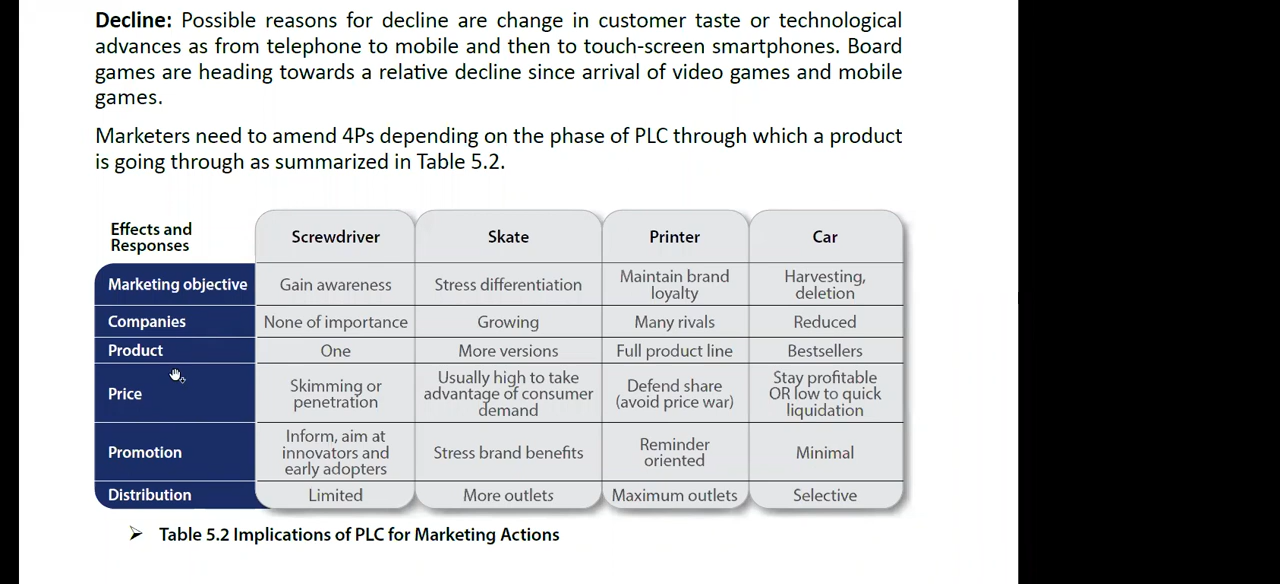 Decline: Possible reasons for decline are change in customer taste or technological
advances as from telephone to mobile and then to touch-screen smartphones. Board
games are heading towards a relative decline since arrival of video games and mobile
games.
Marketers need to amend 4Ps depending on the phase of PLC through which a product
is going through as summarized in Table 5.2.
Effects and
Responses
Screwdriver
Skate
Printer
Car
Marketing objective
Gain awareness
Stress differentiation
Maintain brand
loyalty
Harvesting,
deletion
Companies
None of importance
Growing
Many rivals
Reduced
Product
One
More versions
Full product line
Bestsellers
Price
Skimming or
penetration
Usually high to take
advantage of consumer
demand
Defend share
(avoid price war)
Stay profitable
OR low to quick
liquidation
Promotion
Inform, aim at
innovators and
early adopters
Stress brand benefits
Reminder
oriented
Minimal
Distribution
Limited
More outlets
Maximum outlets
Selective
➢ Table 5.2 Implications of PLC for Marketing Actions